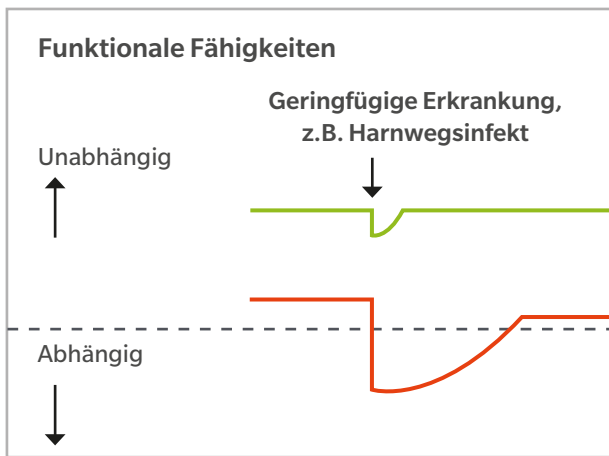 Funktionale Fähigkeiten
Geringfügige Erkrankung,
z.B. Harnwegsinfekt
Unabhängig
Abhängig